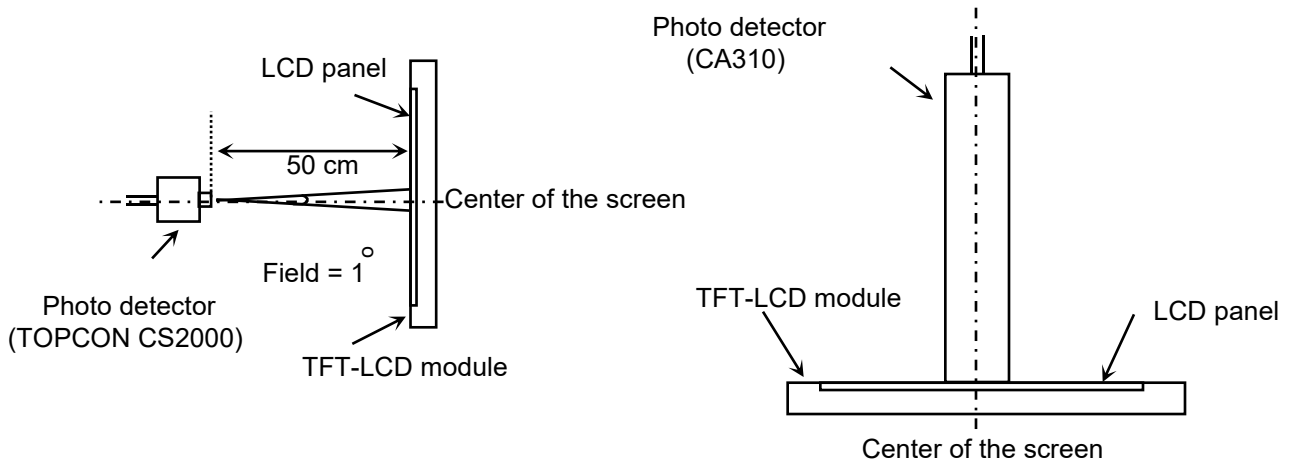 LCD panel
50 cm
Center of the screen
Field = 1°
Photo detector
(TOPCON CS2000)
TFT-LCD module
Photo detector
(CA310)
TFT-LCD module
LCD panel
Center of the screen